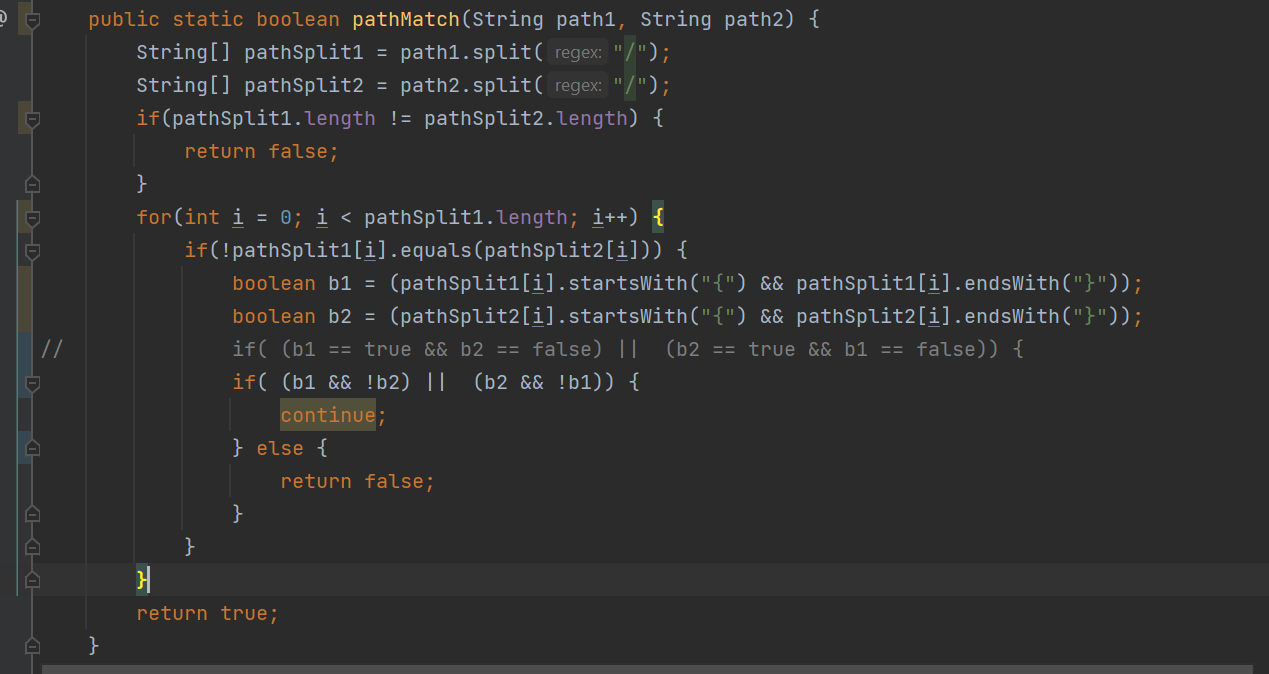 public static boolean pathMatch(String path1, String path2) {
String[] pathSplit1 = path1.split( regex: "/");
String[] pathSplit2 = path2.split( regex: "/");
if(pathSplit1.length != pathSplit2.length) {
return false;
}
for(int i = 0; i < pathSplit1.length; i++) {
if(!pathSplit1[i].equals(pathSplit2[i])) {
boolean b1 = (pathSplit1[i].startsWith("{") && pathSplit1[i].endsWith("}"));
boolean b2 = (pathSplit2[i].startsWith("{") && pathSplit2[i].endsWith("}"));
// if( (b1 == true && b2 == false) ||  (b2 == true && b1 == false)) {
if( (b1 && !b2) ||  (b2 && !b1)) {
continue;
} else {
return false;
}
}
}
return true;
}